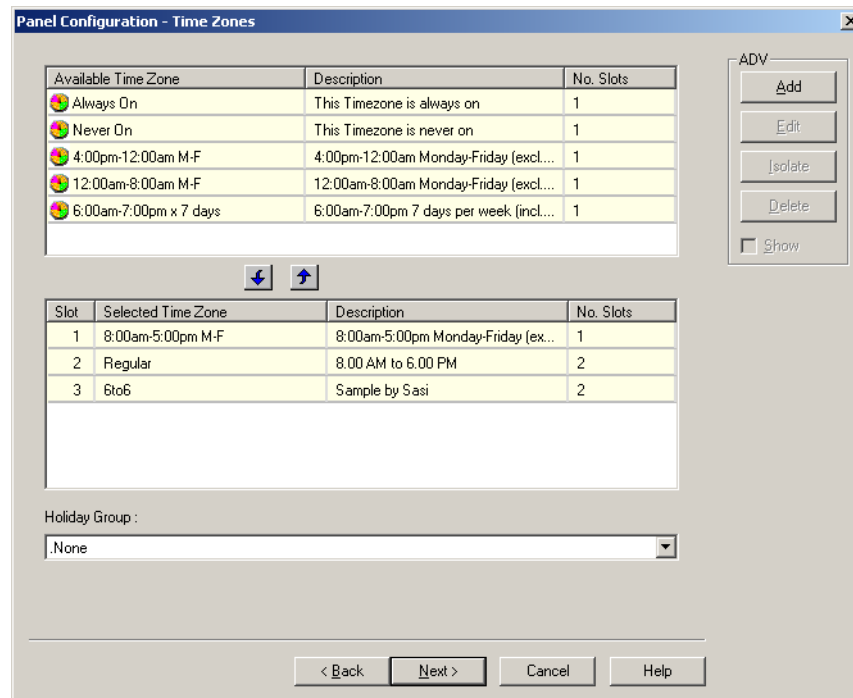 Panel Configuration - Time Zones
Available Time Zone Description No. Slots
Always On This Timezone is always on 1
Never On This Timezone is never on 1
4:00pm-12:00am M-F 4:00pm-12:00am Monday-Friday (excl.... 1
12:00am-8:00am M-F 12:00am-8:00am Monday-Friday (excl.... 1
6:00am-7:00pm x 7 days 6:00am-7:00pm 7 days per week (incl.... 1
ADV
Add
Edit
Isolate
Delete
Show
Slot Selected Time Zone Description No. Slots
1 8:00am-5:00pm M-F 8:00am-5:00pm Monday-Friday (ex... 1
2 Regular 8.00 AM to 6.00 PM 2
3 6to6 Sample by Sasi 2
Holiday Group :
.None
< Back Next > Cancel Help